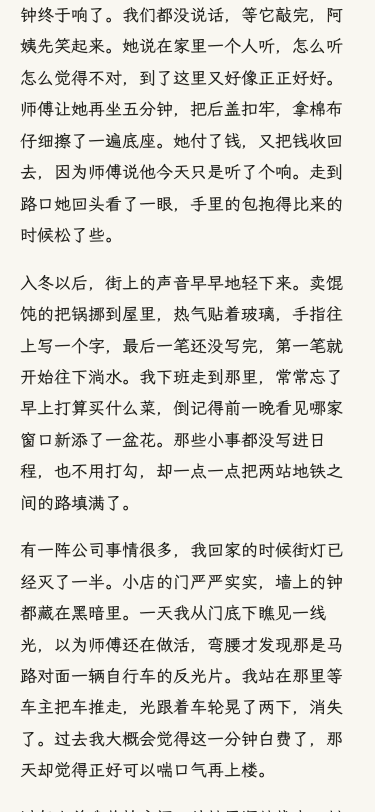 钟终于响了。我们都没说话，等它敲完，阿
姨先笑起来。她说在家里一个人听，怎么听
怎么觉得不对，到了这里又好像正正好好。
师傅让她再坐五分钟，把后盖扣牢，拿棉布
仔细擦了一遍底座。她付了钱，又把钱收回
去，因为师傅说他今天只是听了个响。走到
路口她回头看了一眼，手里的包抱得比来的
时候松了些。
入冬以后，街上的声音早早地轻下来。卖馄
饨的把锅挪到屋里，热气贴着玻璃，手指往
上写一个字，最后一笔还没写完，第一笔就
开始往下淌水。我下班走到那里，常常忘了
早上打算买什么菜，倒记得前一晚看见哪家
窗口新添了一盆花。那些小事都没写进日
程，也不用打勾，却一点一点把两站地铁之
间的路填满了。
有一阵公司事情很多，我回家的时候街灯已
经灭了一半。小店的门严严实实，墙上的钟
都藏在黑暗里。一天我从门底下瞧见一线
光，以为师傅还在做活，弯腰才发现那是马
路对面一辆自行车的反光片。我站在那里等
车主把车推走，光跟着车轮晃了两下，消失
了。过去我大概会觉得这一分钟白费了，那
天却觉得正好可以喘口气再上楼。